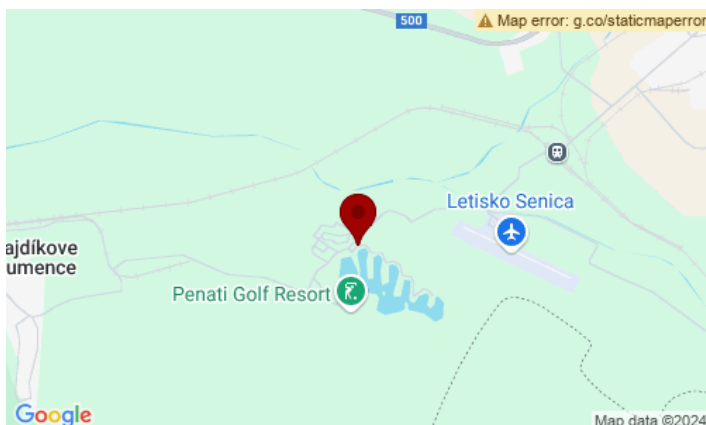 500
Map error: g.co/staticmaperror
Letisko Senica
ajdíkove
umence
Penati Golf Resort
Google
Map data ©2024